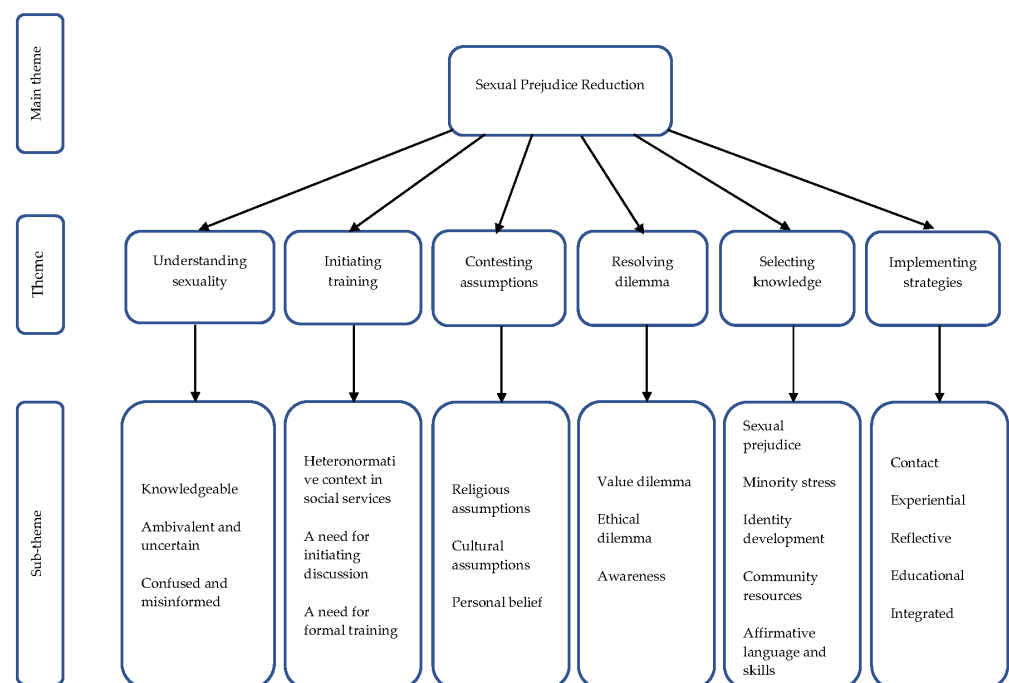 Main theme
Sexual Prejudice Reduction
Theme
Understanding
sexuality
Initiating
training
Contesting
assumptions
Resolving
dilemma
Selecting
knowledge
Implementing
strategies
Sub-theme
Knowledgeable
Ambivalent and
uncertain
Confused and
misinformed
Heteronormati
ve context in
social services
A need for
initiating
discussion
A need for
formal training
Religious
assumptions
Cultural
assumptions
Personal belief
Value dilemma
Ethical
dilemma
Awareness
Sexual
prejudice
Minority stress
Identity
development
Community
resources
Affirmative
language and
skills
Contact
Experiential
Reflective
Educational
Integrated